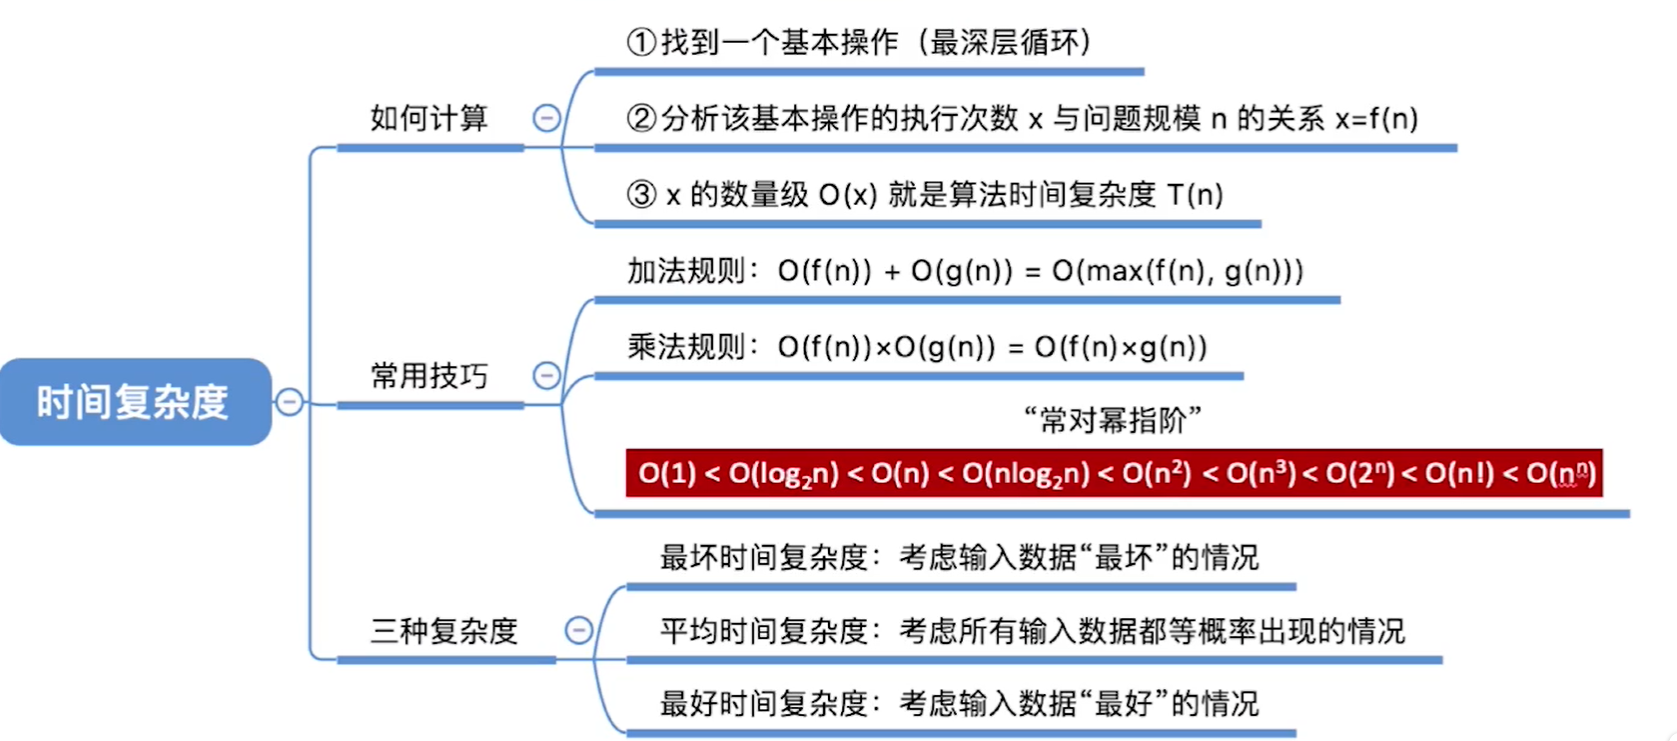 时间复杂度
如何计算
①找到一个基本操作（最深层循环）
②分析该基本操作的执行次数 x 与问题规模 n 的关系 x=f(n)
③ x 的数量级 O(x) 就是算法时间复杂度 T(n)
常用技巧
加法规则：O(f(n)) + O(g(n)) = O(max(f(n), g(n)))
乘法规则：O(f(n))×O(g(n)) = O(f(n)×g(n))
“常对幂指阶”
O(1) < O(log₂n) < O(n) < O(nlog₂n) < O(n²) < O(n³) < O(2ⁿ) < O(n!) < O(nⁿ)
三种复杂度
最坏时间复杂度：考虑输入数据“最坏”的情况
平均时间复杂度：考虑所有输入数据都等概率出现的情况
最好时间复杂度：考虑输入数据“最好”的情况